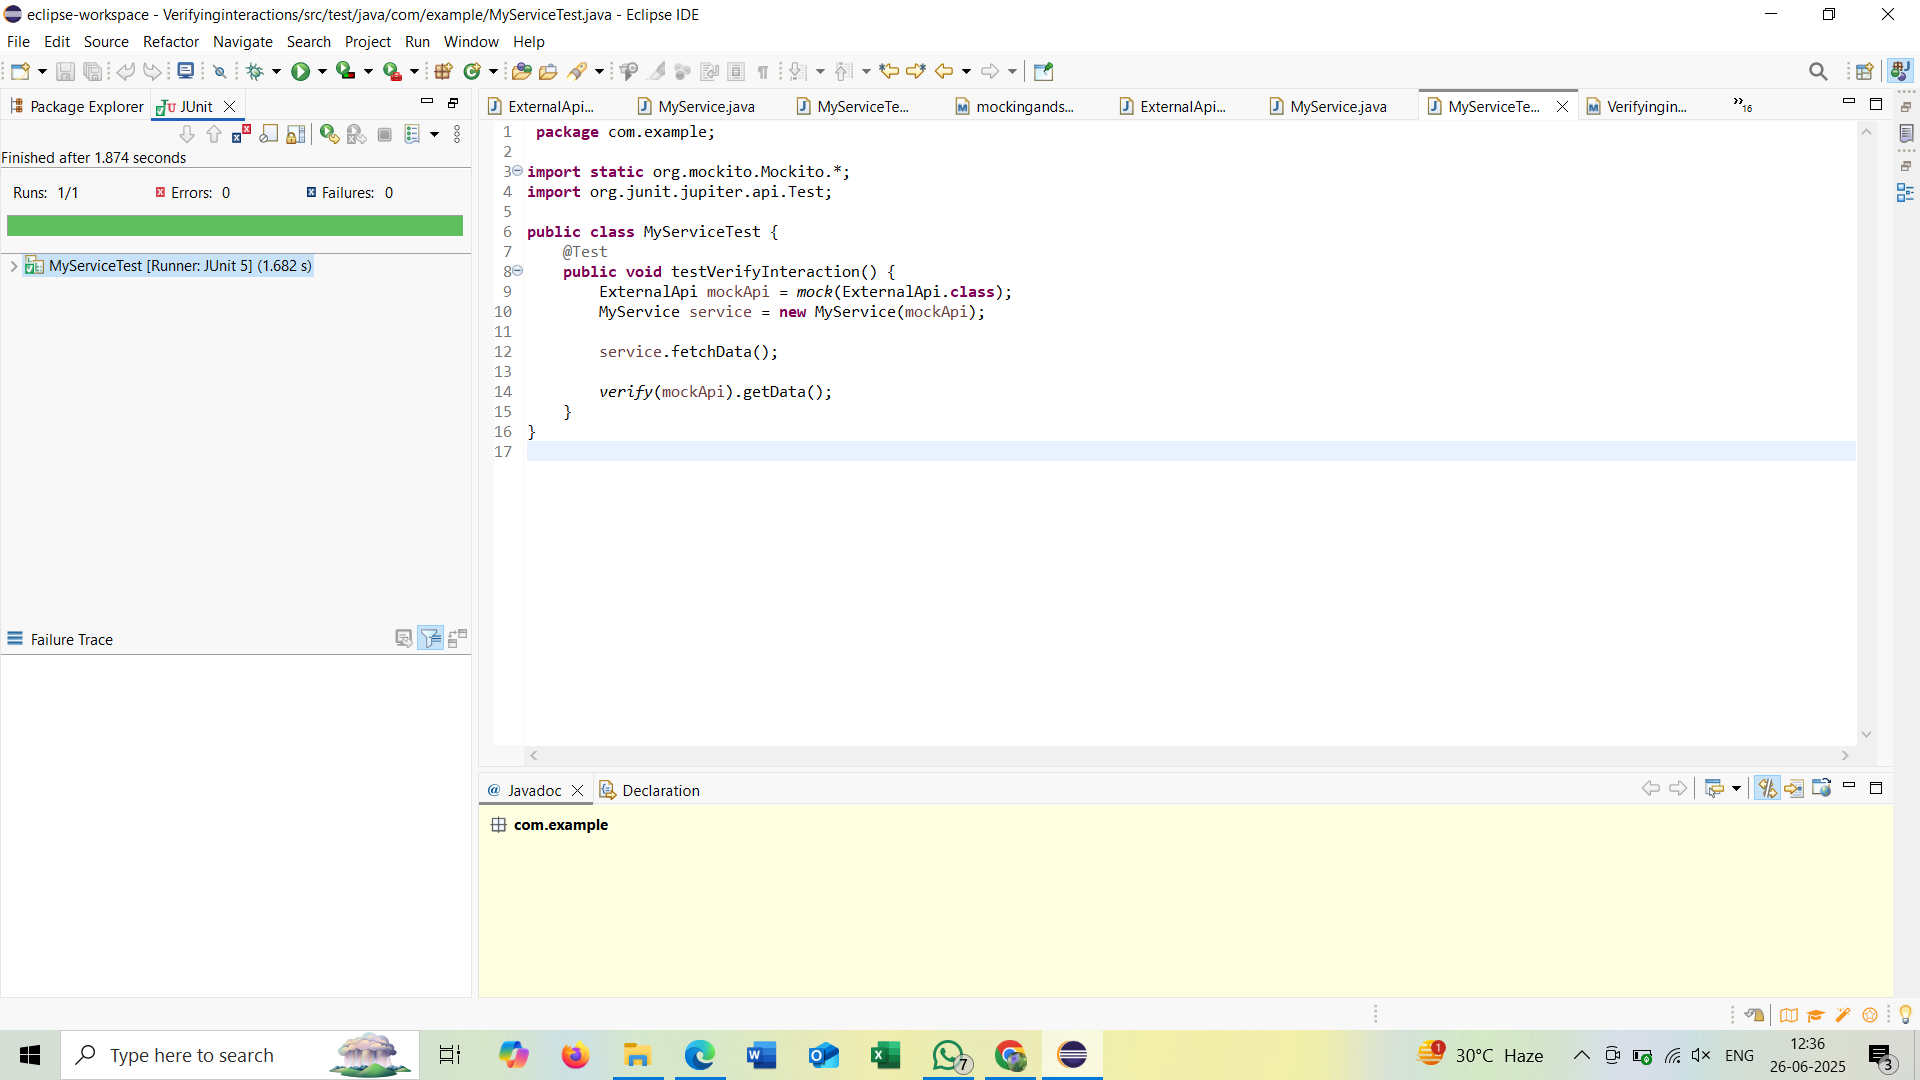 eclipse-workspace - Verifyinginteractions/src/test/java/com/example/MyServiceTest.java - Eclipse IDE
File Edit Source Refactor Navigate Search Project Run Window Help
Package Explorer JUnit
Finished after 1.874 seconds
Runs: 1/1 Errors: 0 Failures: 0
MyServiceTest [Runner: JUnit 5] (1.682 s)
Failure Trace
ExternalApi... MyService.java MyServiceTe... mockingands... ExternalApi... MyService.java MyServiceTe... Verifyingin... »16
1 package com.example;
2
3 import static org.mockito.Mockito.*;
4 import org.junit.jupiter.api.Test;
5
6 public class MyServiceTest {
7 @Test
8 public void testVerifyInteraction() {
9 ExternalApi mockApi = mock(ExternalApi.class);
10 MyService service = new MyService(mockApi);
11
12 service.fetchData();
13
14 verify(mockApi).getData();
15 }
16 }
17
@ Javadoc Declaration
com.example
Type here to search
7
1
30°C Haze
ENG
12:36
26-06-2025
3